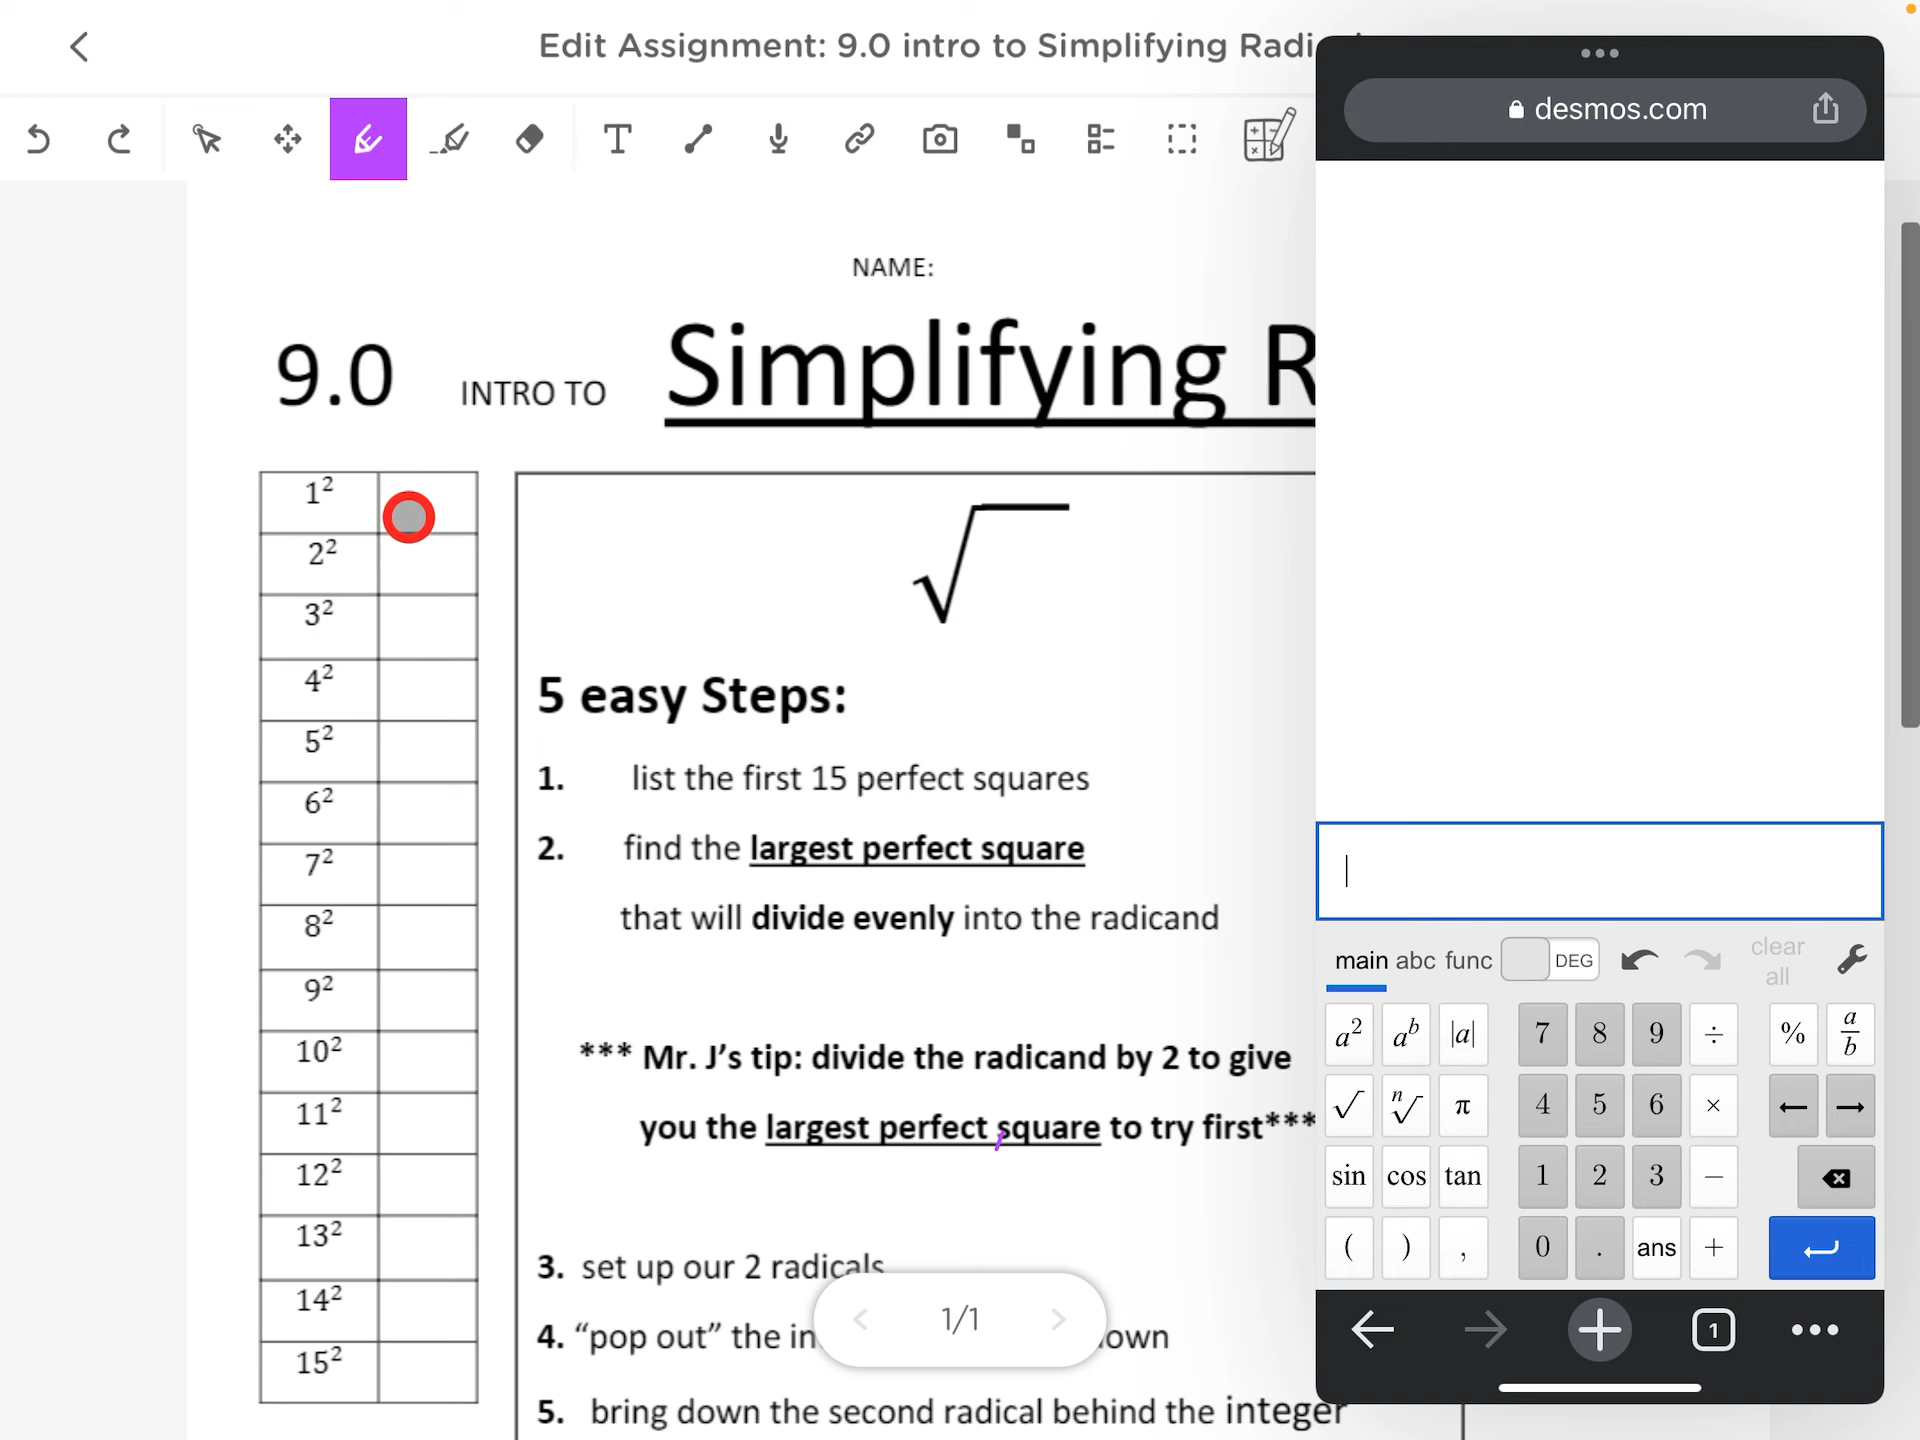 Edit Assignment: 9.0 intro to Simplifying Radi
desmos.com
NAME:
9.0 INTRO TO Simplifying R
1²
2²
3²
4²
5²
6²
7²
8²
9²
10²
11²
12²
13²
14²
15²
√
5 easy Steps:
1. list the first 15 perfect squares
2. find the largest perfect square
that will divide evenly into the radicand
*** Mr. J's tip: divide the radicand by 2 to give
you the largest perfect square to try first***
3. set up our 2 radicals
4. “pop out” the in own
5. bring down the second radical behind the integer
1/1
main abc func DEG clear all
a² aᵇ |a| 7 8 9 ÷ % a/b
√ ⁿ√ π 4 5 6 × ← →
sin cos tan 1 2 3 −
( ) , 0 . ans +
1